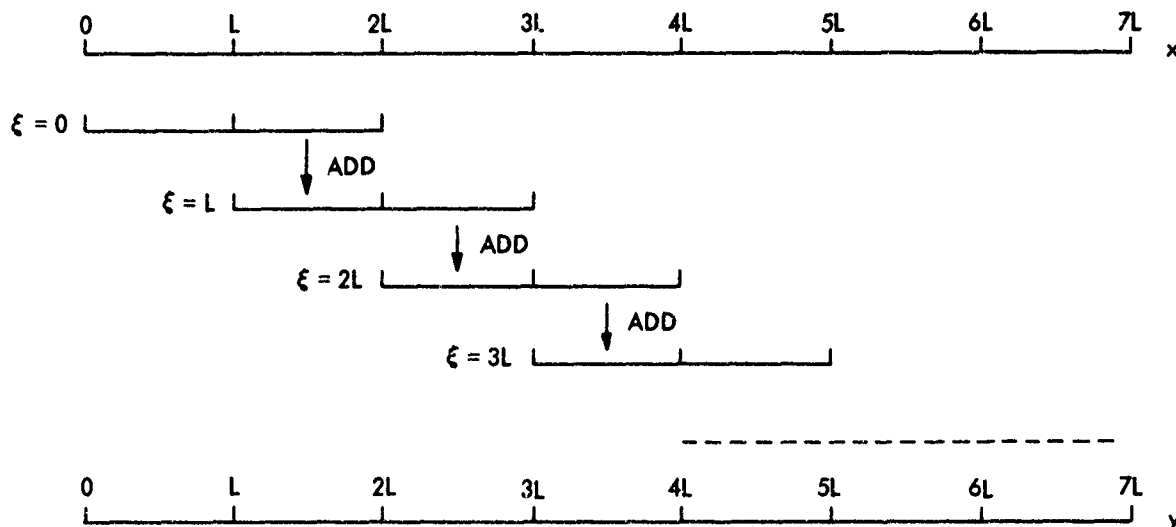 0 L 2L 3L 4L 5L 6L 7L
x
ξ = 0
ADD
ξ = L
ADD
ξ = 2L
ADD
ξ = 3L
0 L 2L 3L 4L 5L 6L 7L